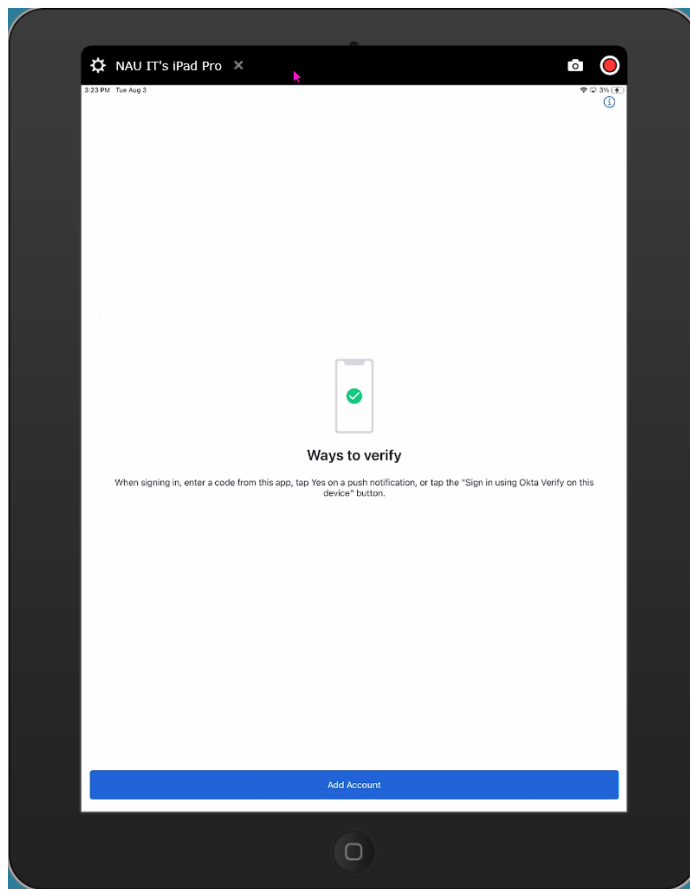 NAU IT's iPad Pro
3:23 PM Tue Aug 3
3%
Ways to verify
When signing in, enter a code from this app, tap Yes on a push notification, or tap the "Sign in using Okta Verify on this
device" button.
Add Account